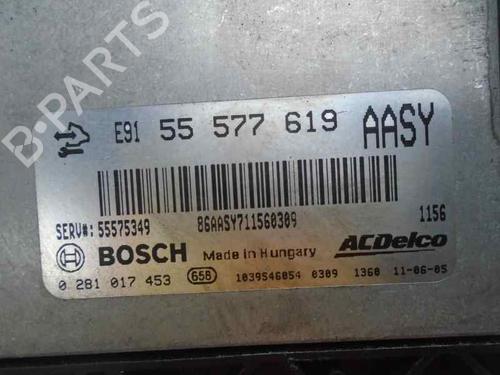 B-PARTS
E91 55 577 619 AASY
SERV#: 55575349 86AASY711560309 1156
BOSCH Made in Hungary ACDelco
0 281 017 453 658 1039S46054 0309 1360 11-06-05